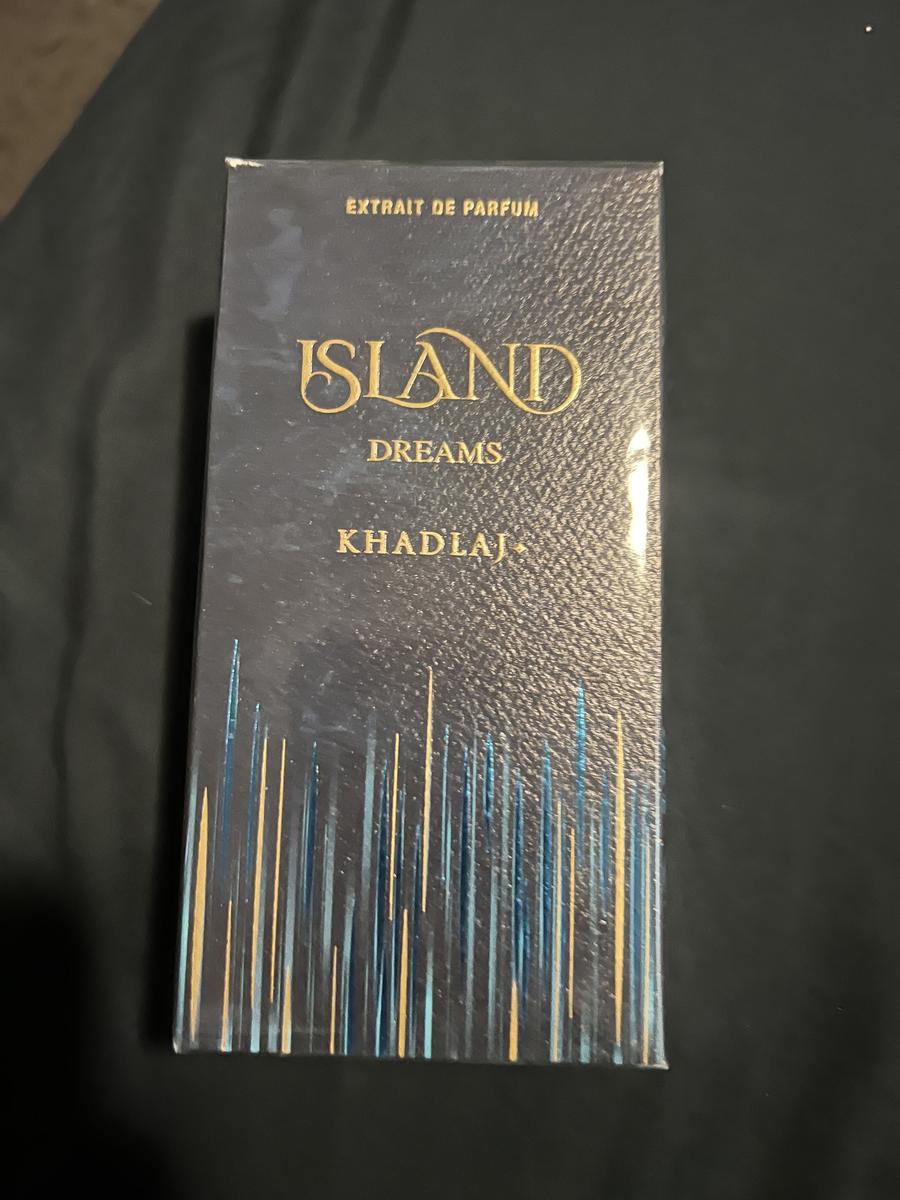 EXTRAIT DE PARFUM
ISLAND
DREAMS
KHADLAJ